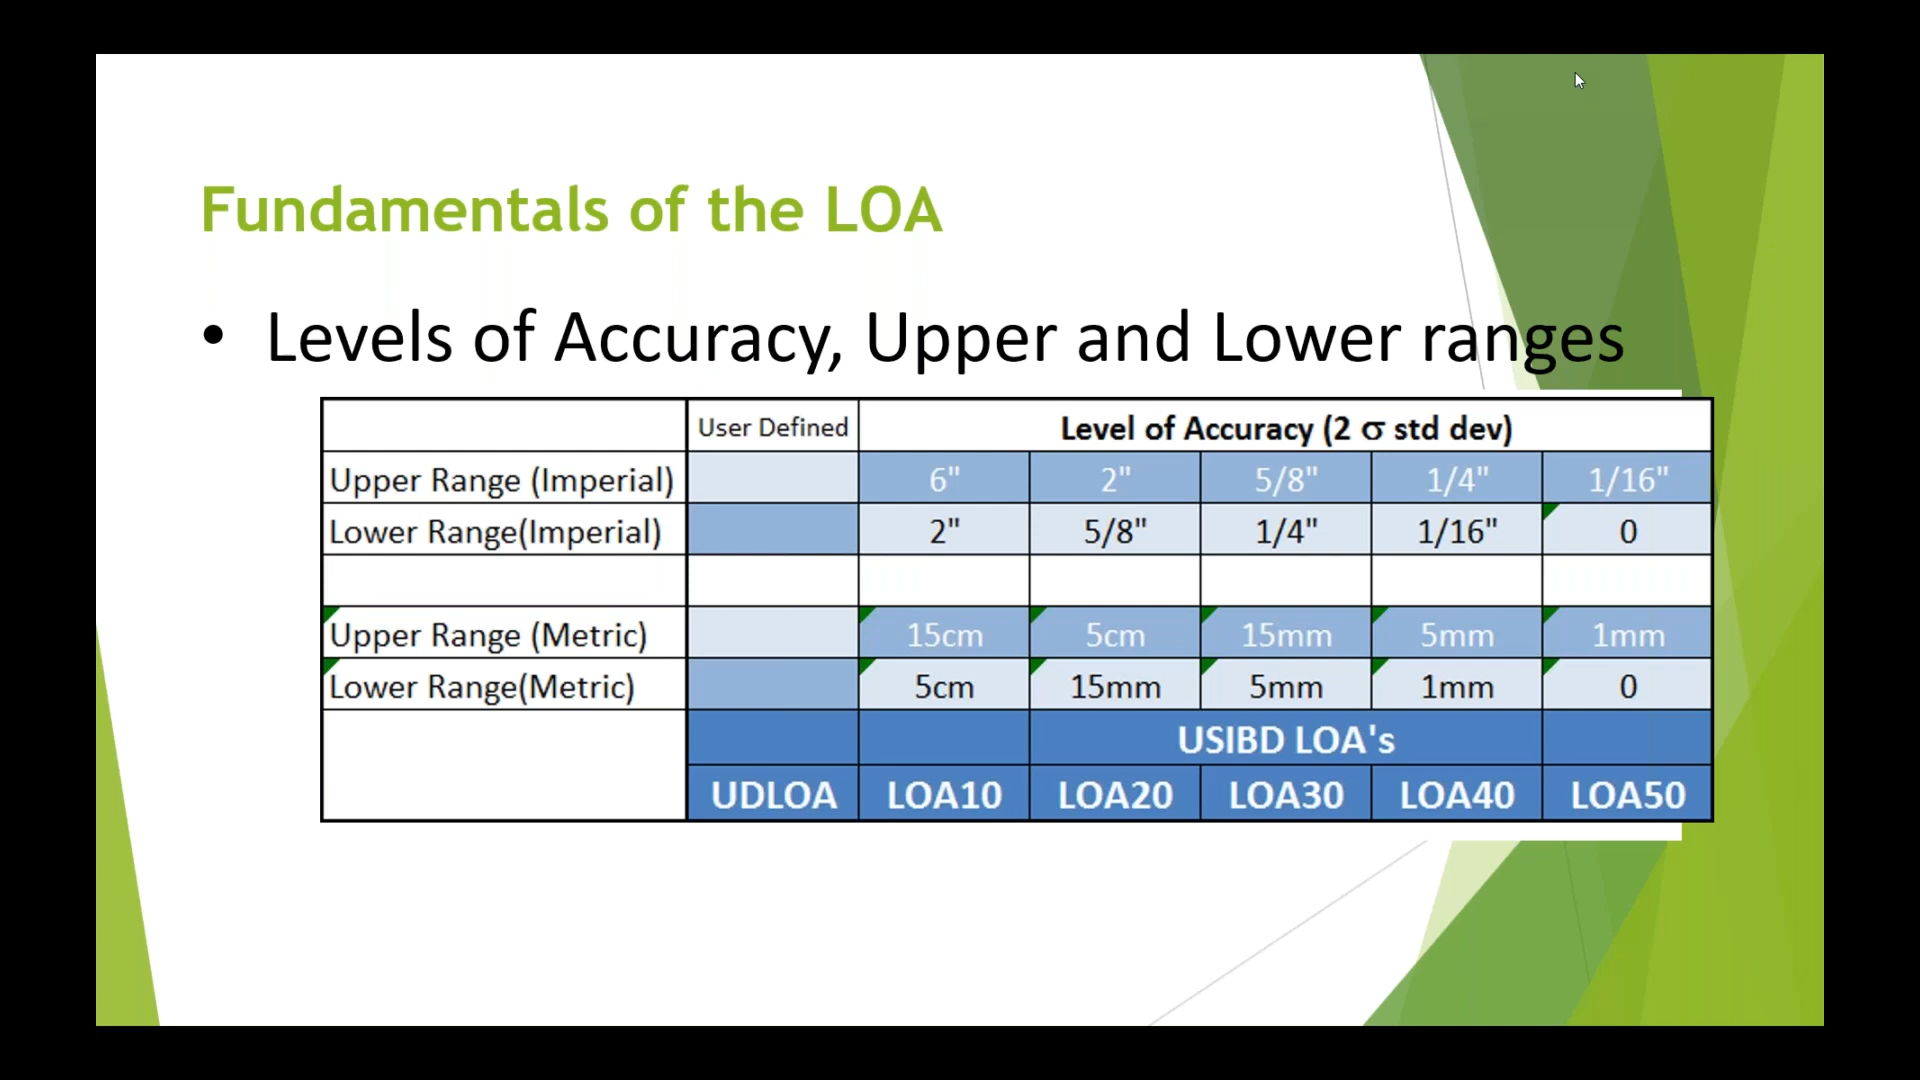 Fundamentals of the LOA
• Levels of Accuracy, Upper and Lower ranges
User Defined Level of Accuracy (2 σ std dev)
Upper Range (Imperial) 6" 2" 5/8" 1/4" 1/16"
Lower Range(Imperial) 2" 5/8" 1/4" 1/16" 0
Upper Range (Metric) 15cm 5cm 15mm 5mm 1mm
Lower Range(Metric) 5cm 15mm 5mm 1mm 0
USIBD LOA's
UDLOA LOA10 LOA20 LOA30 LOA40 LOA50